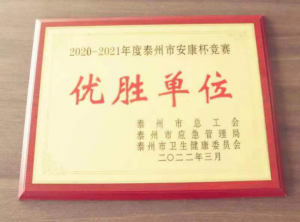 2020-2021年度泰州市安康杯竞赛
优胜单位
泰州市总工会
泰州市应急管理局
泰州市卫生健康委员会
二〇二二年三月